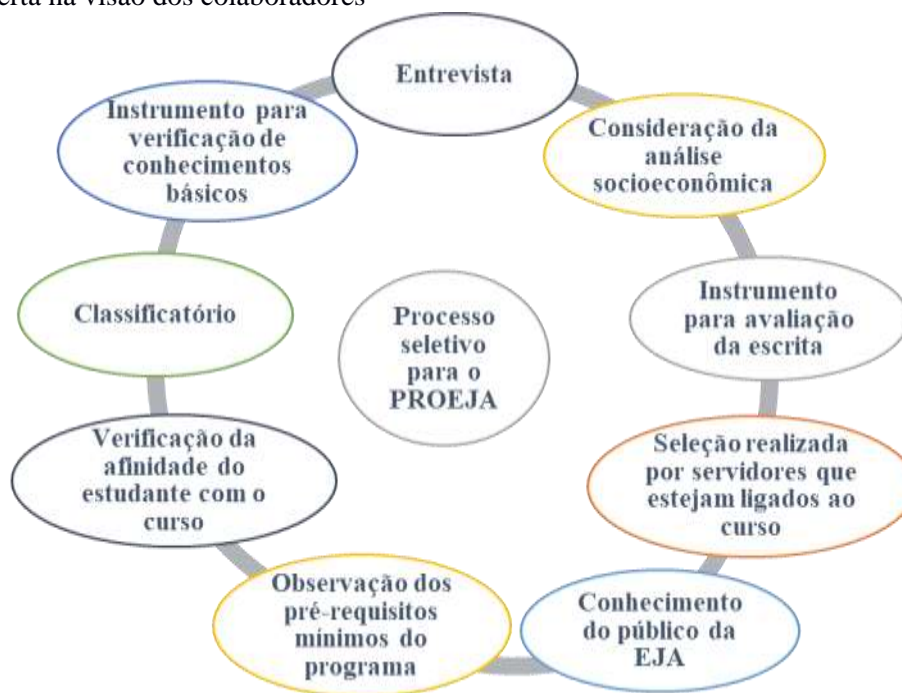 na visão dos colaboradores
Entrevista
Consideração da
análise
socioeconômica
Instrumento
para avaliação
da escrita
Seleção realizada
por servidores que
estejam ligados ao
curso
Conhecimento
do público da
EJA
Observação dos
pré-requisitos
mínimos do
programa
Verificação da
afinidade do
estudante com o
curso
Classificatório
Instrumento para
verificação de
conhecimentos
básicos
Processo
seletivo
para o
PROEJA